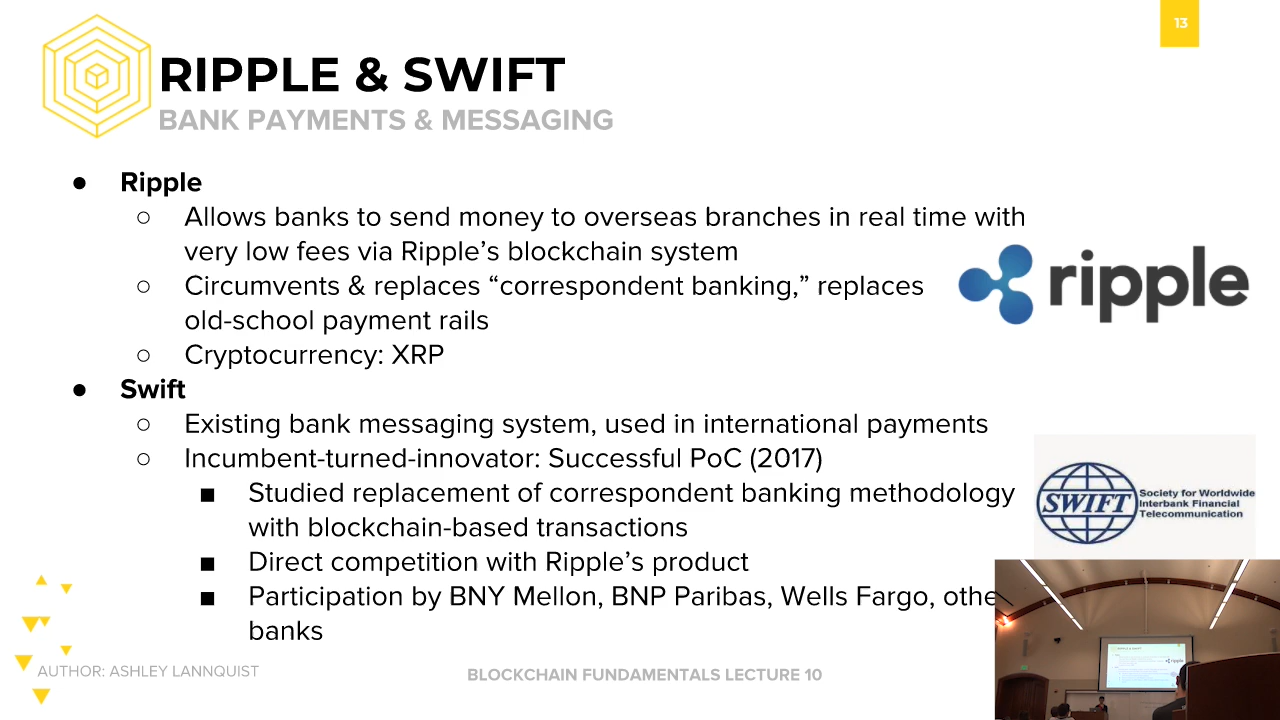 13
RIPPLE & SWIFT
BANK PAYMENTS & MESSAGING
● Ripple
○ Allows banks to send money to overseas branches in real time with
very low fees via Ripple’s blockchain system
○ Circumvents & replaces “correspondent banking,” replaces
old-school payment rails
○ Cryptocurrency: XRP
ripple
● Swift
○ Existing bank messaging system, used in international payments
○ Incumbent-turned-innovator: Successful PoC (2017)
■ Studied replacement of correspondent banking methodology
with blockchain-based transactions
■ Direct competition with Ripple’s product
■ Participation by BNY Mellon, BNP Paribas, Wells Fargo, othe
banks
SWIFT
Society for Worldwide
Interbank Financial
Telecommunication
AUTHOR: ASHLEY LANNQUIST
BLOCKCHAIN FUNDAMENTALS LECTURE 10
ripple